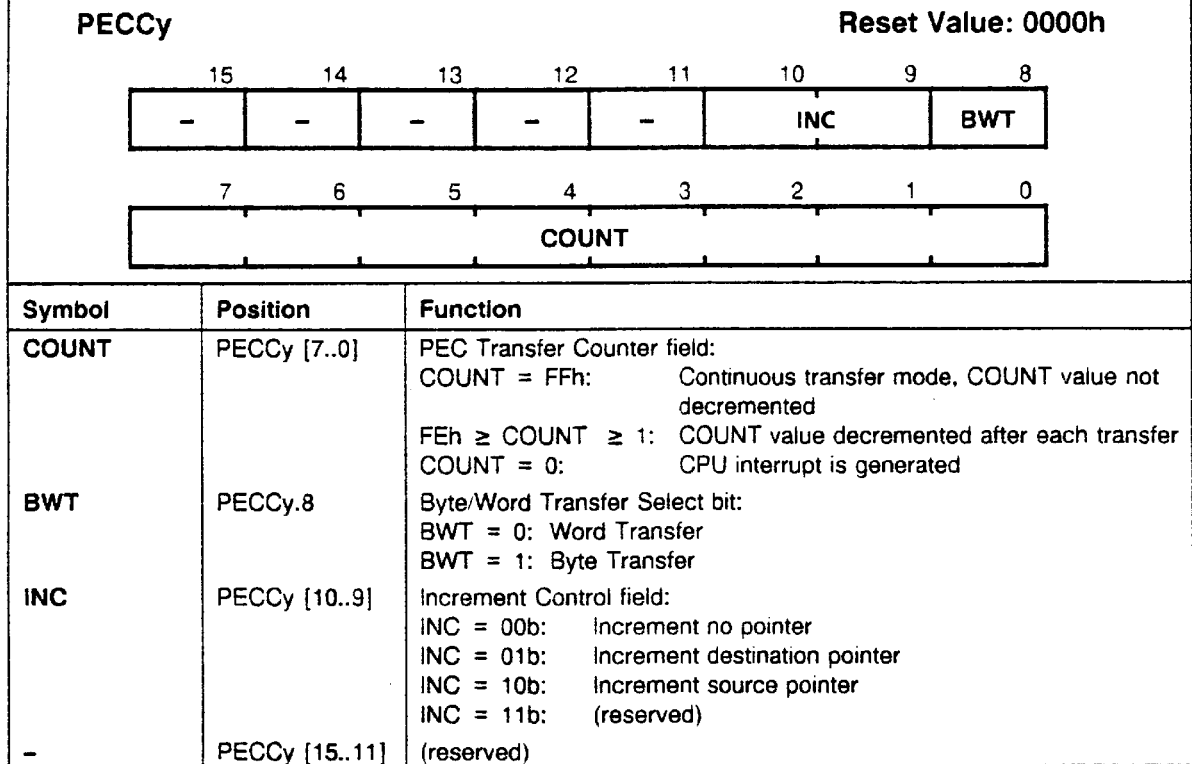 PECCy Reset Value: 0000h
15 14 13 12 11 10 9 8
– – – – – INC BWT
7 6 5 4 3 2 1 0
COUNT
Symbol Position Function
COUNT PECCy [7..0] PEC Transfer Counter field:
COUNT = FFh: Continuous transfer mode, COUNT value not
decremented
FEh ≥ COUNT ≥ 1: COUNT value decremented after each transfer
COUNT = 0: CPU interrupt is generated
BWT PECCy.8 Byte/Word Transfer Select bit:
BWT = 0: Word Transfer
BWT = 1: Byte Transfer
INC PECCy [10..9] Increment Control field:
INC = 00b: Increment no pointer
INC = 01b: Increment destination pointer
INC = 10b: Increment source pointer
INC = 11b: (reserved)
– PECCy [15..11] (reserved)